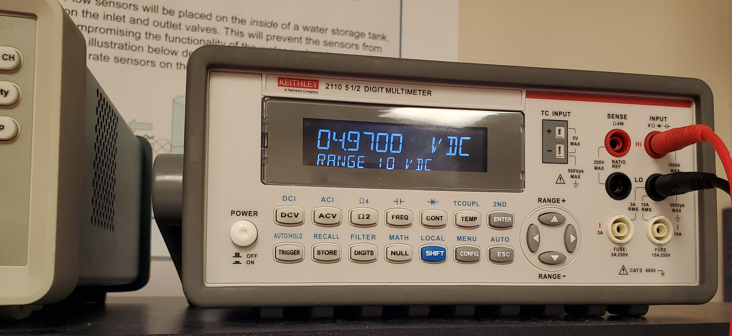 flow sensors will be placed on the inside of a water storage tank,
on the inlet and outlet valves. This will prevent the sensors from
compromising the functionality of the
illustration below
rate sensors on the
Out
CH
KEITHLEY
A Tektronix Company
2110 5 1/2 DIGIT MULTIMETER
04.9700 VDC
RANGE 10 VDC
DCI ACI Ω4 TCOUPL 2ND
DCV ACV Ω2 FREQ CONT TEMP ENTER
AUTO/HOLD RECALL FILTER MATH LOCAL MENU AUTO
TRIGGER STORE DIGITS NULL SHIFT CONFIG ESC
POWER
OFF
ON
RANGE +
RANGE –
TC INPUT
+
–
5V
MAX
500Vpk
MAX
SENSE
Ω 4W
INPUT
HI
200V
MAX
RATIO
REF
1000V
MAX
LO
3A
RMS
10A
RMS
500Vpk
MAX
3A
10A
FUSE:
3A 250V
FUSE:
15A 250V
CAT II 600V